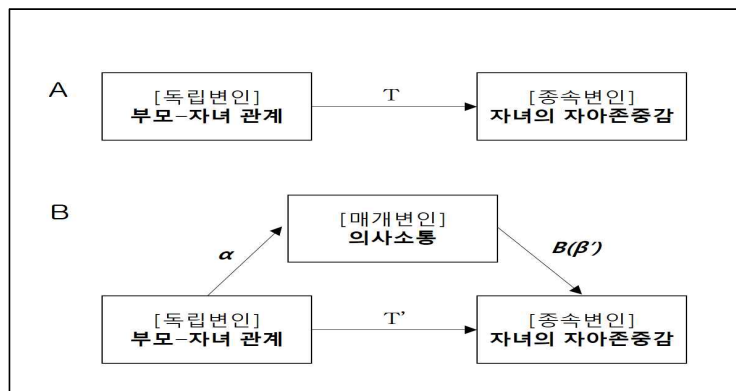 A
[독립변인]
부모-자녀 관계
T
[종속변인]
자녀의 자아존중감
B
[매개변인]
의사소통
α
B(β′)
[독립변인]
부모-자녀 관계
T’
[종속변인]
자녀의 자아존중감